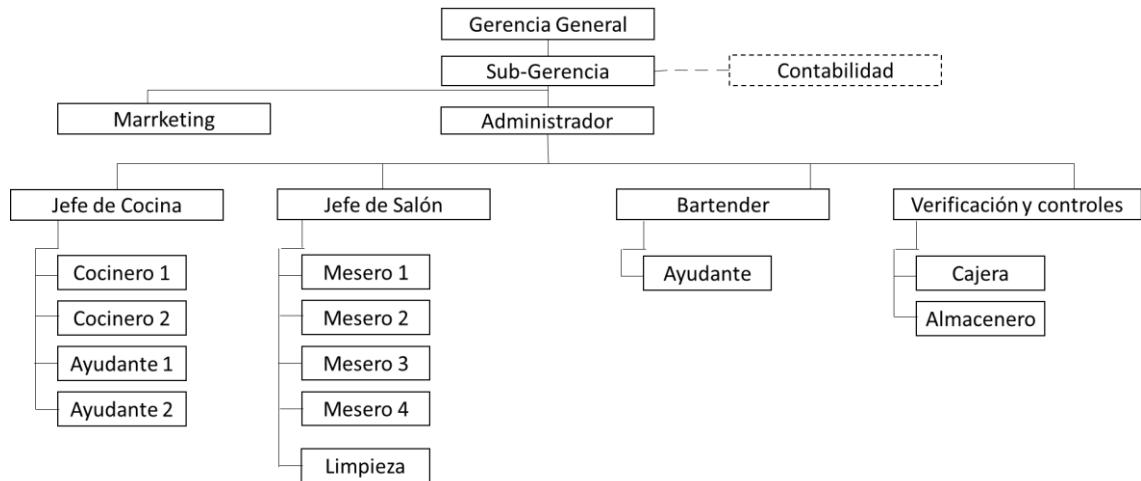 Gerencia General
Sub-Gerencia
Contabilidad
Marrketing
Administrador
Jefe de Cocina
Jefe de Salón
Bartender
Verificación y controles
Cocinero 1
Cocinero 2
Ayudante 1
Ayudante 2
Mesero 1
Mesero 2
Mesero 3
Mesero 4
Limpieza
Ayudante
Cajera
Almacenero